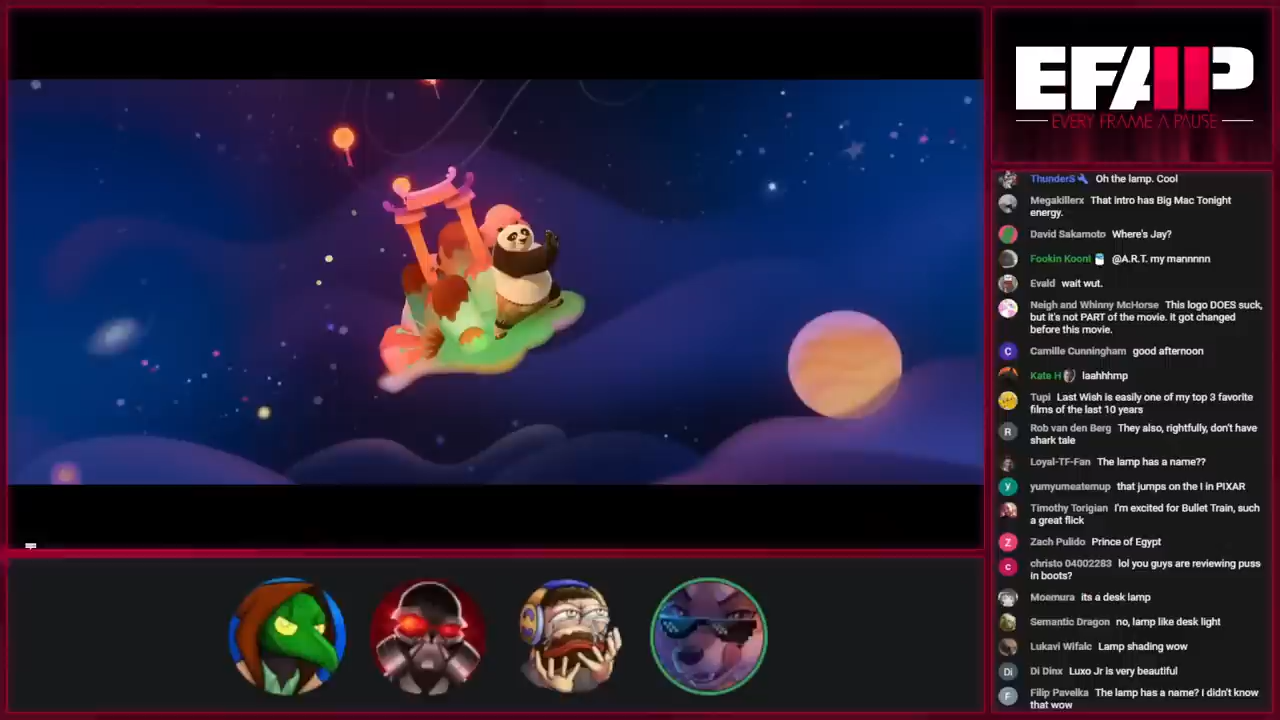 EFAP
EVERY FRAME A PAUSE
ThunderS Oh the lamp. Cool
Megakillerx That intro has Big Mac Tonight
energy.
David Sakamoto Where's Jay?
Fookin Koont @A.R.T. my mannnnn
Evald wait wut.
Neigh and Whinny McHorse This logo DOES suck,
but it's not PART of the movie. it got changed
before this movie.
C Camille Cunningham good afternoon
Kate H laahhhmp
Tupi Last Wish is easily one of my top 3 favorite
films of the last 10 years
R Rob van den Berg They also, rightfully, don't have
shark tale
Loyal-TF-Fan The lamp has a name??
y yumyumeatemup that jumps on the I in PIXAR
Timothy Torigian I'm excited for Bullet Train, such
a great flick
Z Zach Pulido Prince of Egypt
c christo 04002283 lol you guys are reviewing puss
in boots?
Moemura its a desk lamp
Semantic Dragon no, lamp like desk light
Lukavi Wifalc Lamp shading wow
Di Di Dinx Luxo Jr is very beautiful
F Filip Pavelka The lamp has a name? I didn't know
that wow